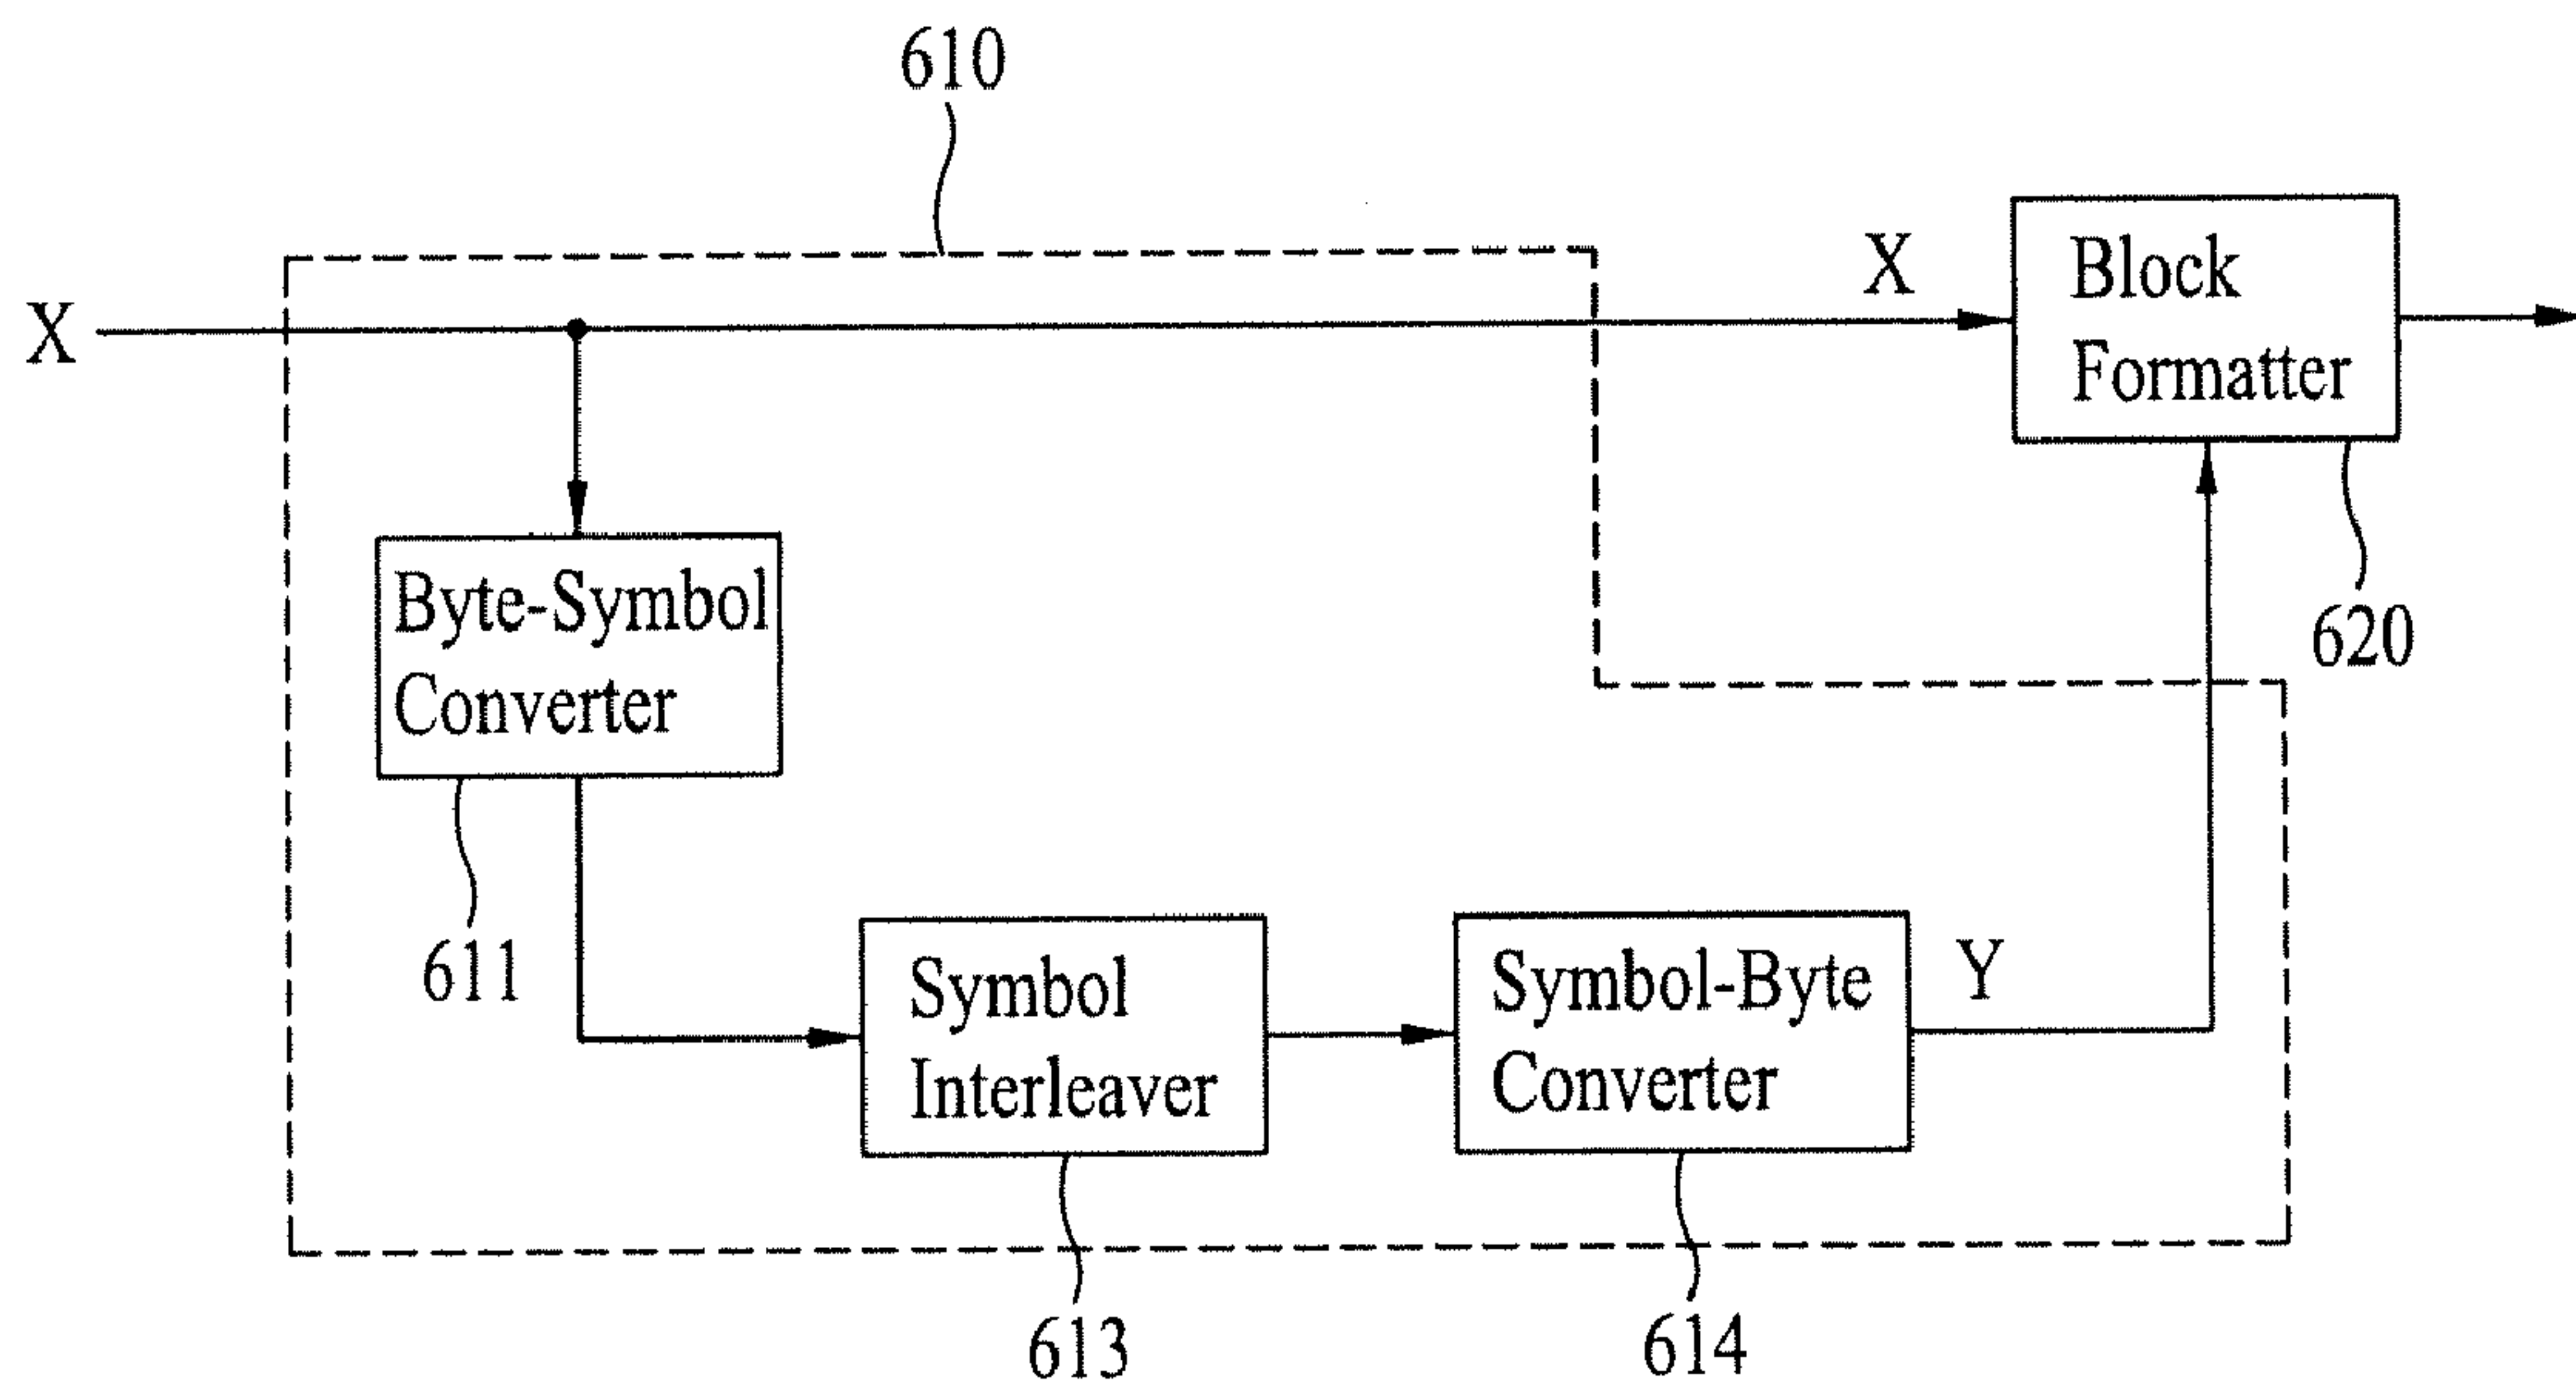 610
X
X
Block
Formatter
620
Byte-Symbol
Converter
611
Symbol
Interleaver
613
Symbol-Byte
Converter
614
Y